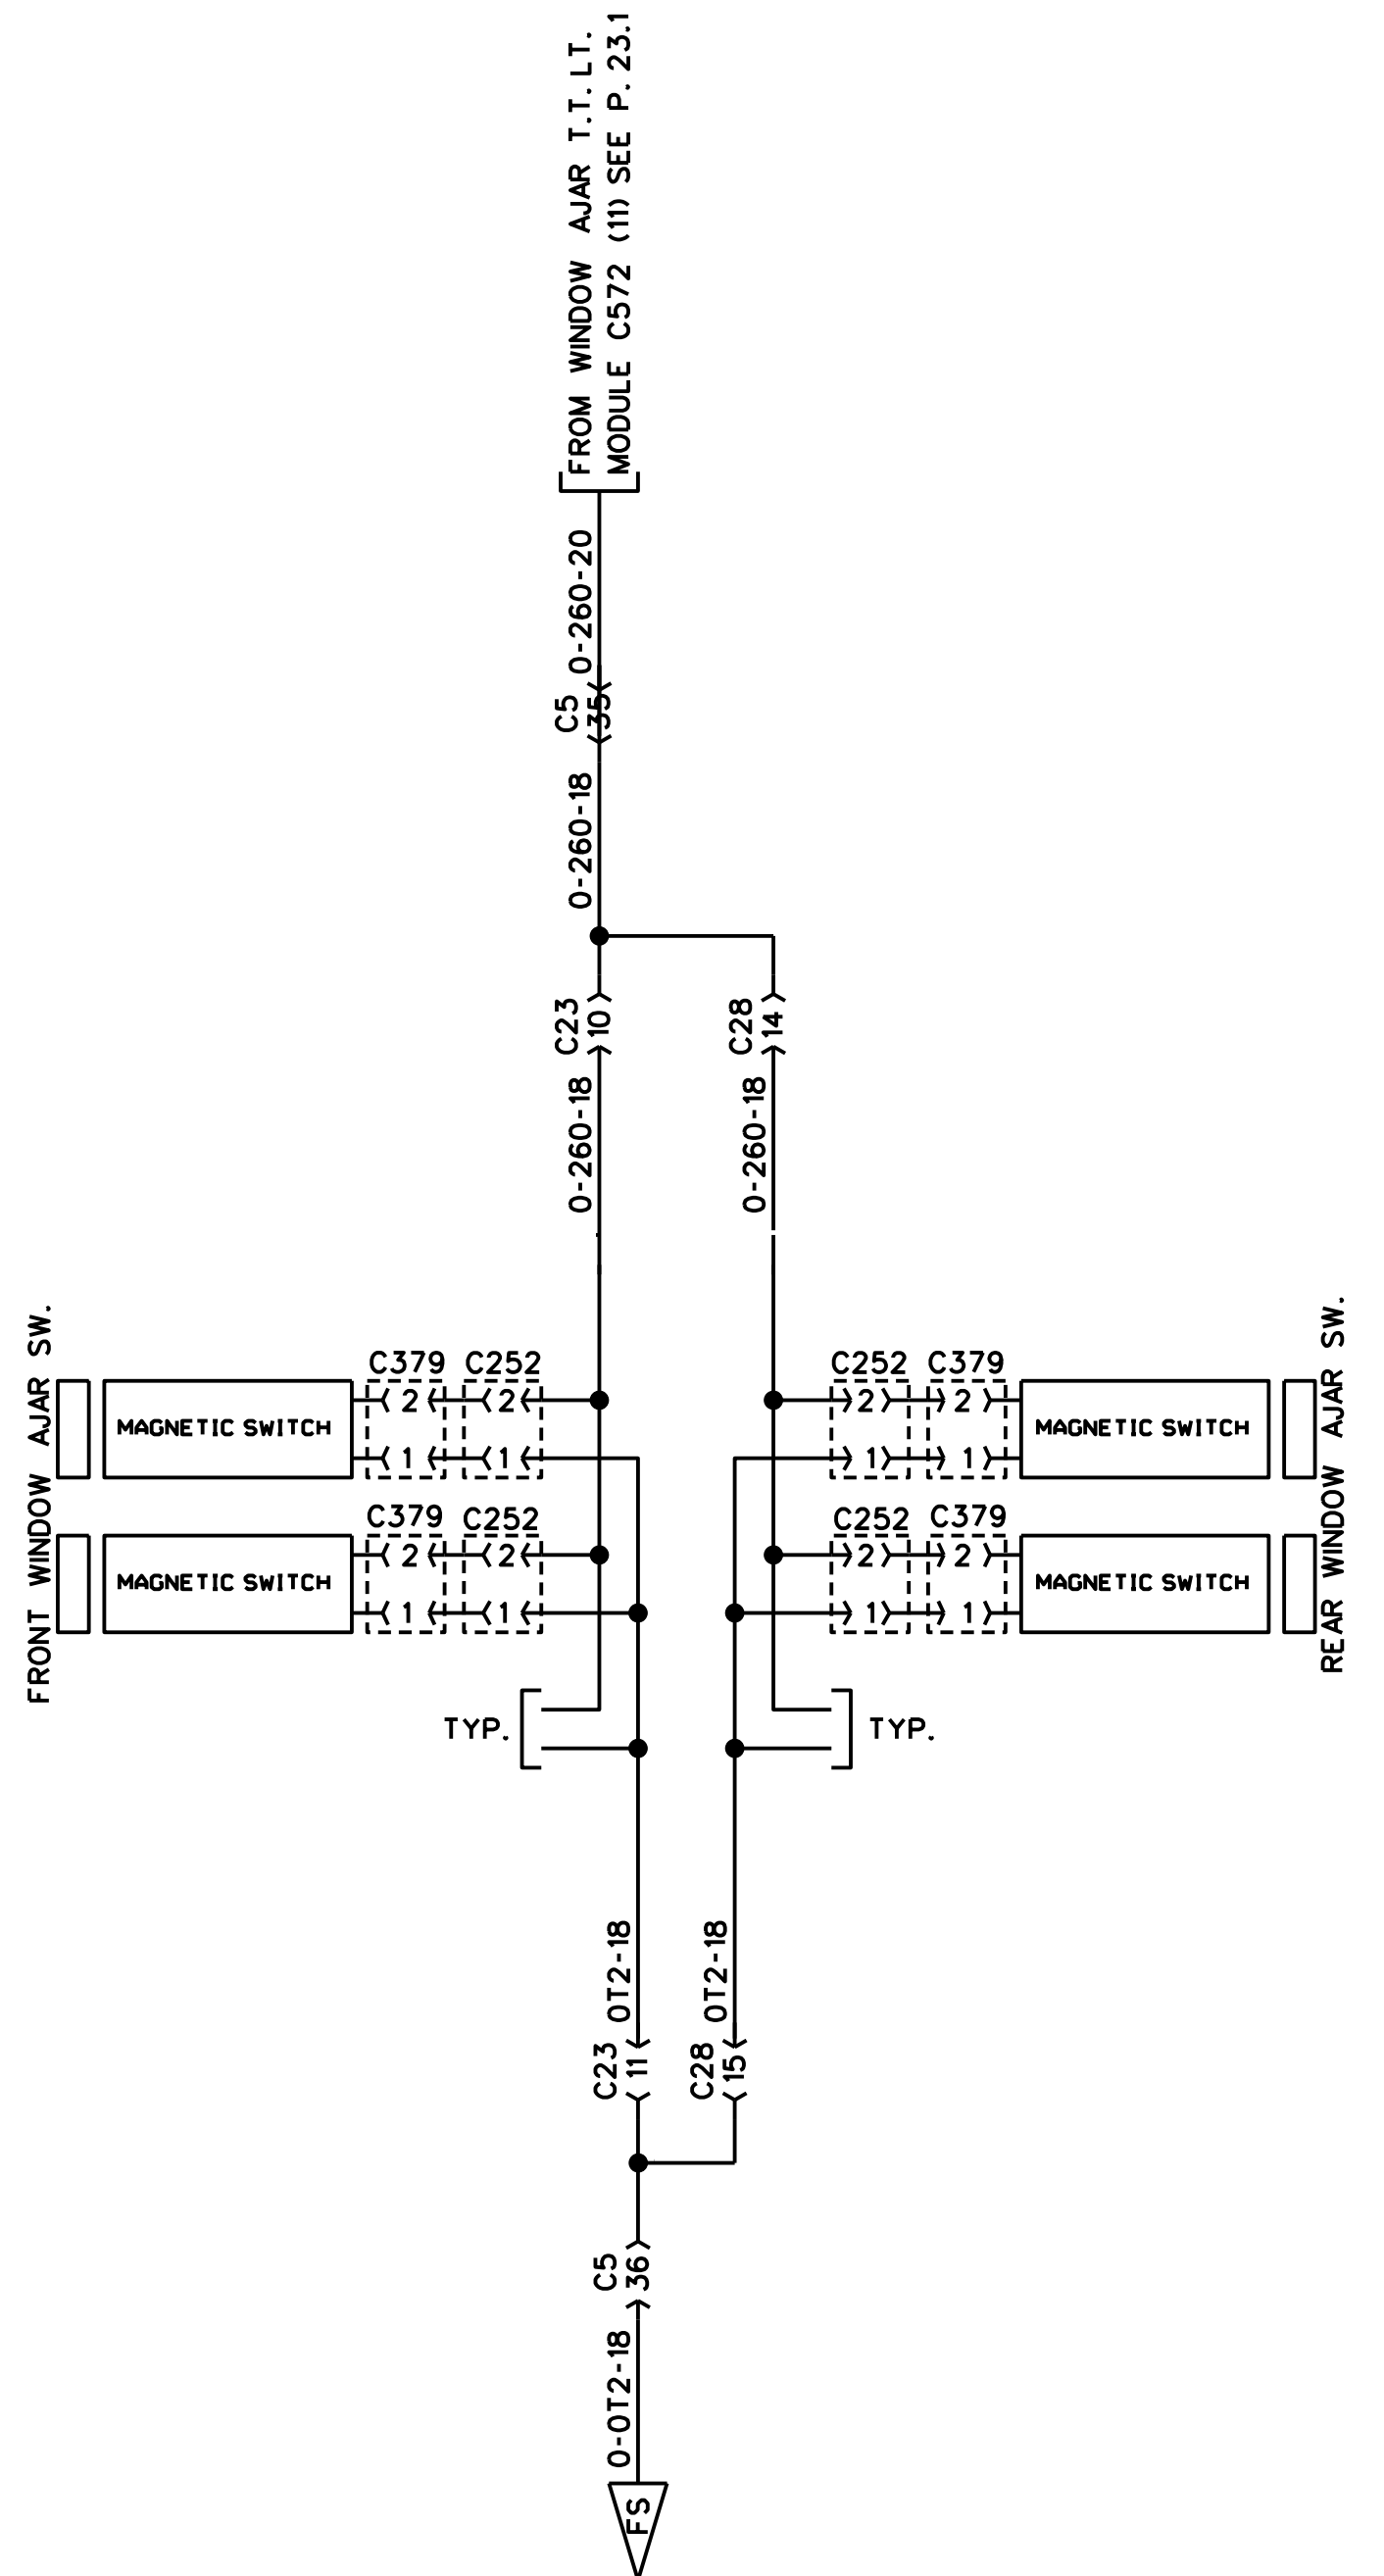 FROM WINDOW AJAR T.T. LT.
MODULE C572 (11) SEE P. 23.1
0-260-20
C5
35
0-260-18
C23
10
C28
14
0-260-18
0-260-18
FRONT WINDOW AJAR SW.
REAR WINDOW AJAR SW.
C379 C252
C252 C379
MAGNETIC SWITCH
2 2
2 2
MAGNETIC SWITCH
1 1
1 1
C379 C252
C252 C379
MAGNETIC SWITCH
2 2
2 2
MAGNETIC SWITCH
1 1
1 1
TYP.
TYP.
0T2-18
0T2-18
C23
11
C28
15
C5
36
0-0T2-18
FS